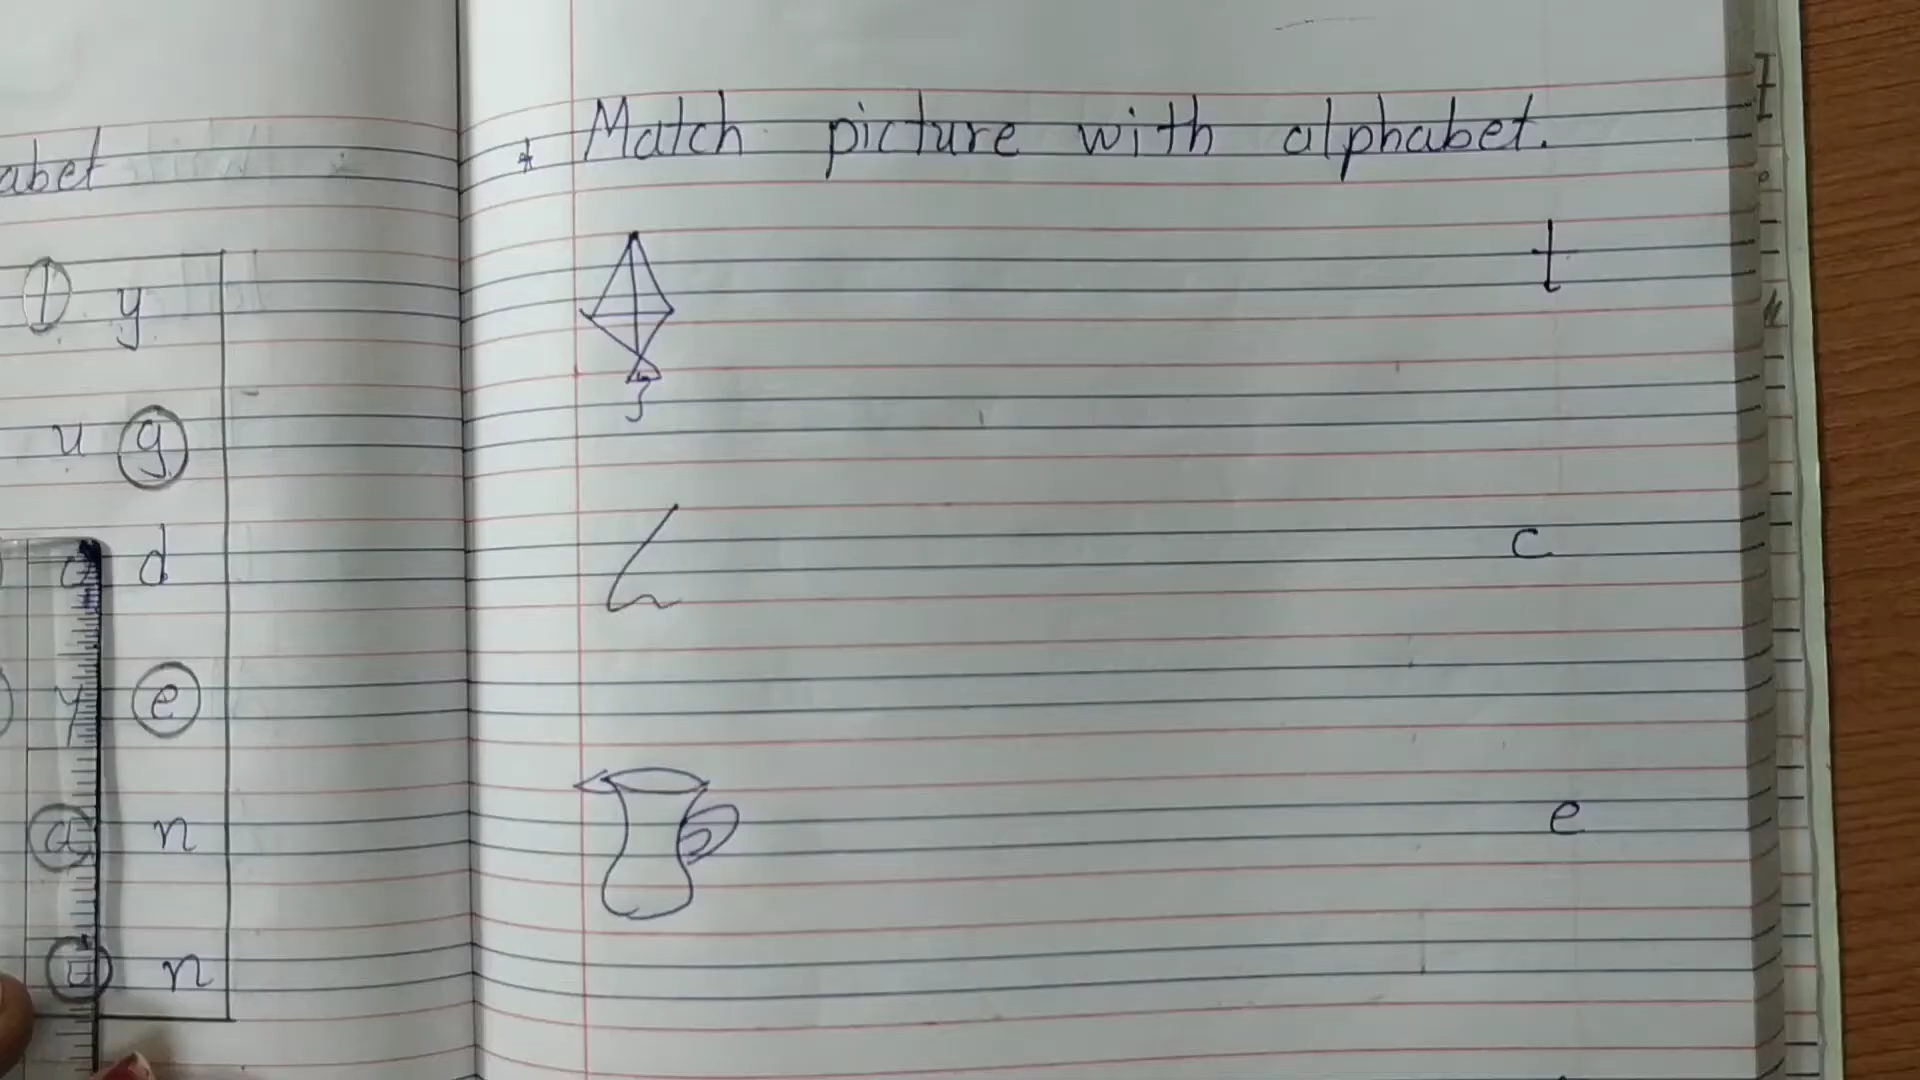 abet
t y
u g
d
y e
a n
u n
* Match picture with alphabet.
t
c
e